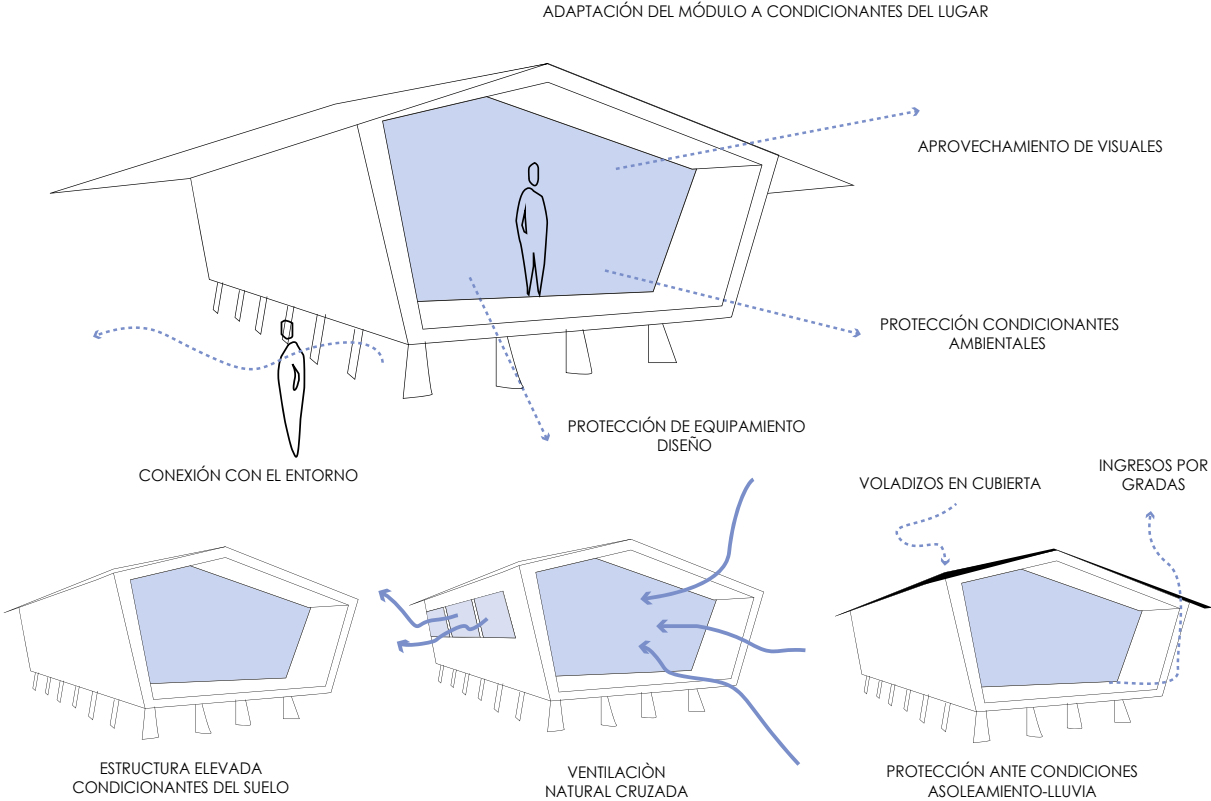 ADAPTACIÓN DEL MÓDULO A CONDICIONANTES DEL LUGAR
APROVECHAMIENTO DE VISUALES
PROTECCIÓN CONDICIONANTES
AMBIENTALES
PROTECCIÓN DE EQUIPAMIENTO
DISEÑO
CONEXIÓN CON EL ENTORNO
VOLADIZOS EN CUBIERTA
INGRESOS POR
GRADAS
ESTRUCTURA ELEVADA
CONDICIONANTES DEL SUELO
VENTILACIÒN
NATURAL CRUZADA
PROTECCIÓN ANTE CONDICIONES
ASOLEAMIENTO-LLUVIA